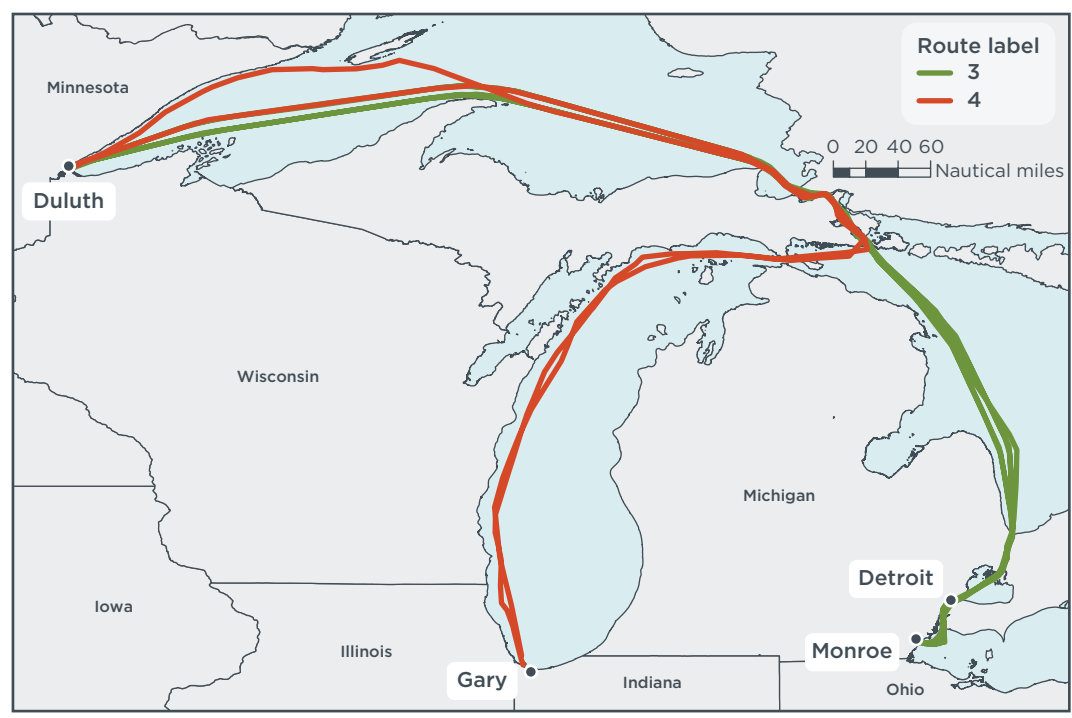 Route label
3
4
Minnesota
0 20 40 60
Nautical miles
Duluth
Wisconsin
Michigan
Detroit
Iowa
Illinois
Monroe
Gary
Indiana
Ohio